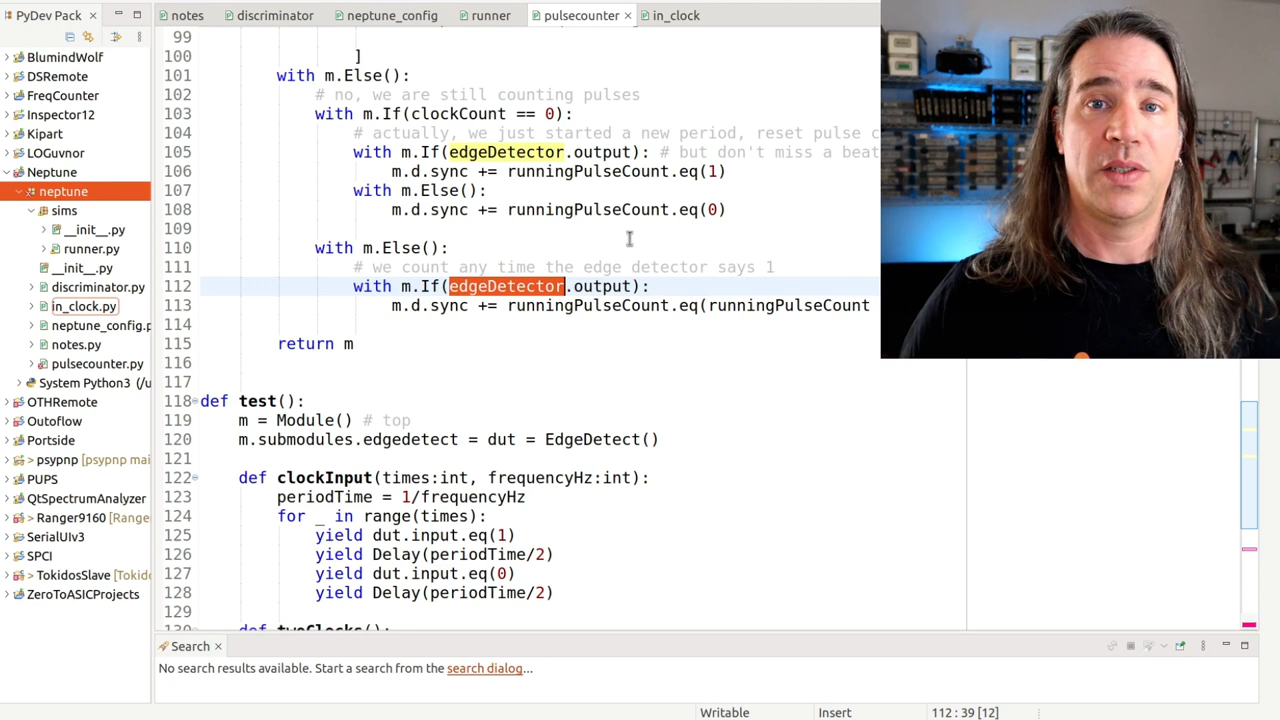 PyDev Pack
notes
discriminator
neptune_config
runner
pulsecounter
in_clock
BlumindWolf
DSRemote
FreqCounter
Inspector12
Kipart
LOGuvnor
Neptune
neptune
sims
__init__.py
runner.py
__init__.py
discriminator.py
in_clock.py
neptune_config.p
notes.py
pulsecounter.py
System Python3 (/u
OTHRemote
Outoflow
Portside
> psypnp [psypnp mai
PUPS
QtSpectrumAnalyzer
> Ranger9160 [Range
SerialUIv3
SPCI
> TokidosSlave [Tokid
ZeroToASICProjects
99
100 ]
101 with m.Else():
102 # no, we are still counting pulses
103 with m.If(clockCount == 0):
104 # actually, we just started a new period, reset pulse c
105 with m.If(edgeDetector.output): # but don't miss a beat
106 m.d.sync += runningPulseCount.eq(1)
107 with m.Else():
108 m.d.sync += runningPulseCount.eq(0)
109
110 with m.Else():
111 # we count any time the edge detector says 1
112 with m.If(edgeDetector.output):
113 m.d.sync += runningPulseCount.eq(runningPulseCount
114
115 return m
116
117
118 def test():
119 m = Module() # top
120 m.submodules.edgedetect = dut = EdgeDetect()
121
122 def clockInput(times:int, frequencyHz:int):
123 periodTime = 1/frequencyHz
124 for _ in range(times):
125 yield dut.input.eq(1)
126 yield Delay(periodTime/2)
127 yield dut.input.eq(0)
128 yield Delay(periodTime/2)
129
130 def twoClocks():
Search
No search results available. Start a search from the search dialog...
Writable
Insert
112 : 39 [12]